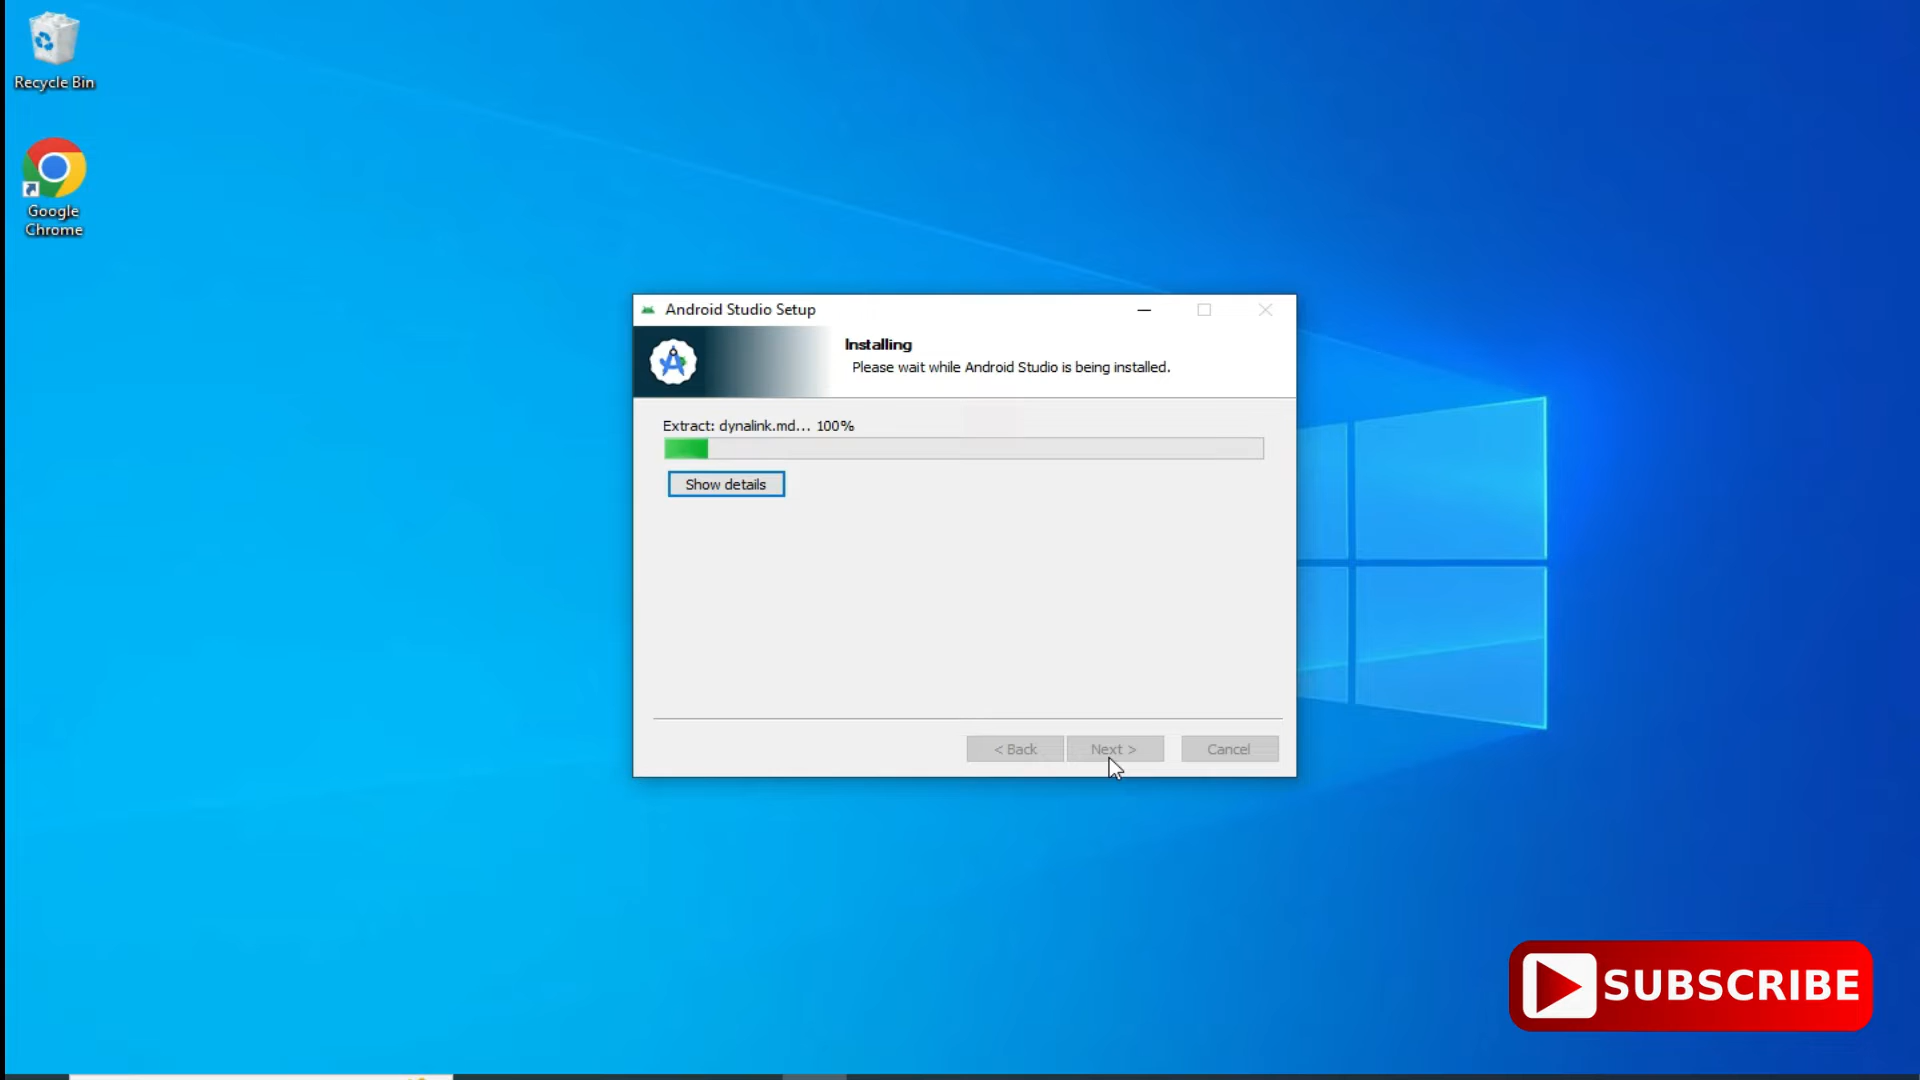 Recycle Bin
Google
Chrome
Android Studio Setup
Installing
Please wait while Android Studio is being installed.
Extract: dynalink.md... 100%
Show details
< Back
Next >
Cancel
SUBSCRIBE